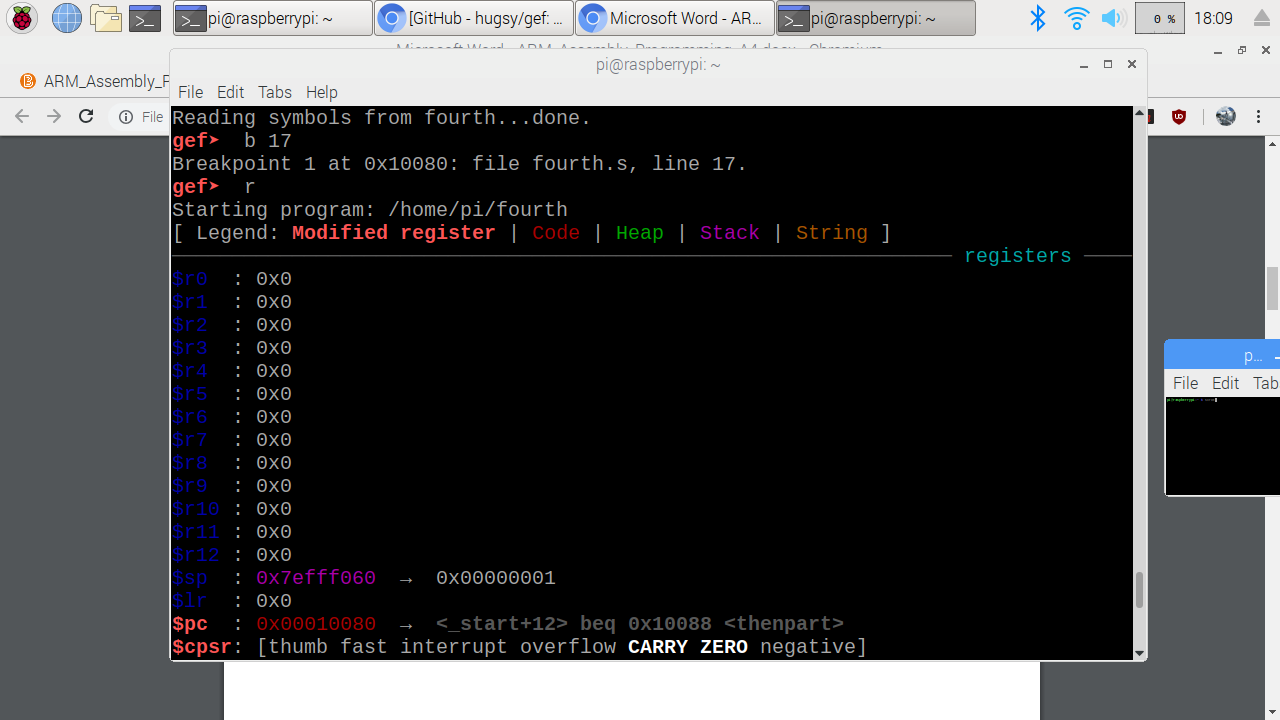 pi@raspberrypi: ~
[GitHub - hugsy/gef: ...
Microsoft Word - AR...
pi@raspberrypi: ~
0 %
18:09
ARM_Assembly_P
pi@raspberrypi: ~
File Edit Tabs Help
File
Reading symbols from fourth...done.
gef➤ b 17
Breakpoint 1 at 0x10080: file fourth.s, line 17.
gef➤ r
Starting program: /home/pi/fourth
[ Legend: Modified register | Code | Heap | Stack | String ]
registers
$r0 : 0x0
$r1 : 0x0
$r2 : 0x0
$r3 : 0x0
$r4 : 0x0
$r5 : 0x0
$r6 : 0x0
$r7 : 0x0
$r8 : 0x0
$r9 : 0x0
$r10 : 0x0
$r11 : 0x0
$r12 : 0x0
$sp : 0x7efff060 → 0x00000001
$lr : 0x0
$pc : 0x00010080 → <_start+12> beq 0x10088 <thenpart>
$cpsr: [thumb fast interrupt overflow CARRY ZERO negative]
p...
File Edit Tab